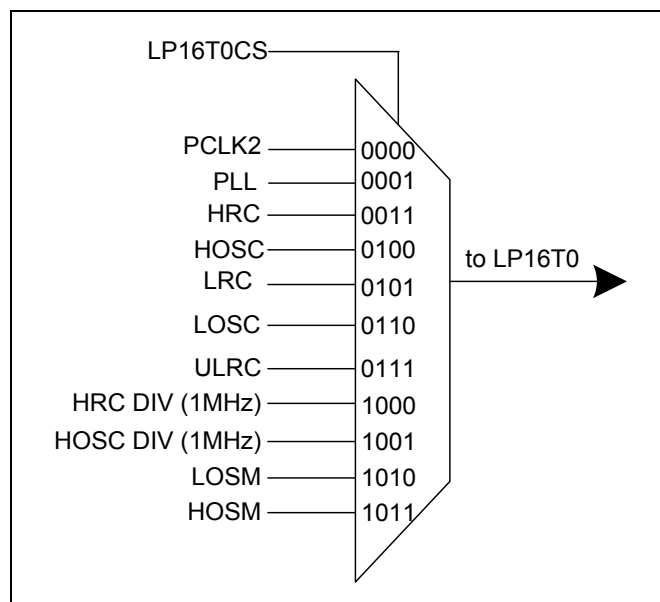 LP16T0CS
PCLK2 0000
PLL 0001
HRC 0011
HOSC 0100
to LP16T0
LRC 0101
LOSC 0110
ULRC 0111
HRC DIV (1MHz) 1000
HOSC DIV (1MHz) 1001
LOSM 1010
HOSM 1011